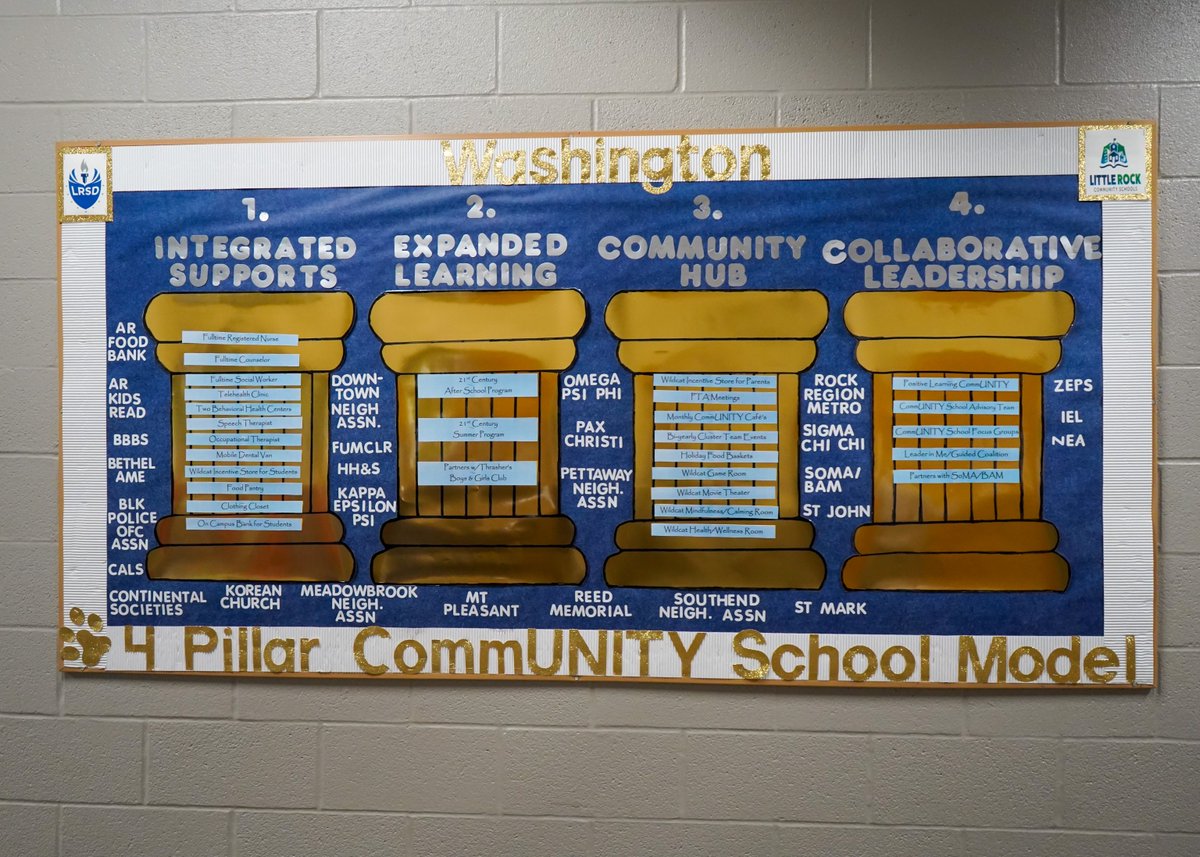 Washington
LRSD
LITTLE ROCK
COMMUNITY SCHOOLS
1.
INTEGRATED
SUPPORTS
2.
EXPANDED
LEARNING
3.
COMMUNITY
HUB
4.
COLLABORATIVE
LEADERSHIP
AR
FOOD
BANK
AR
KIDS
READ
BBBS
BETHEL
AME
BLK
POLICE
OFC
ASSN
CALS
Fulltime Registered Nurse
Fulltime Counselor
Fulltime Social Worker
Telehealth Clinic
Two Behavioral Health Centers
Speech Therapist
Occupational Therapist
Mobile Dental Van
Wildcat Incentive Store for Students
Food Pantry
Clothing Closet
On Campus Bank for Students
DOWN-
TOWN
NEIGH.
ASSN.
FUMCLR
HH&S
KAPPA
EPSILON
PSI
21st Century
After School Program
21st Century
Summer Program
Partners w/Thrasher's
Boys & Girls Club
OMEGA
PSI PHI
PAX
CHRISTI
PETTAWAY
NEIGH.
ASSN
Wildcat Incentive Store for Parents
PTA Meetings
Monthly CommUNITY Café's
Bi-yearly Cluster Team Events
Holiday Food Baskets
Wildcat Game Room
Wildcat Movie Theater
Wildcat Mindfulness/Calming Room
Wildcat Health/Wellness Room
ROCK
REGION
METRO
SIGMA
CHI CHI
SOMA/
BAM
ST JOHN
Positive Learning CommUNITY
CommUNITY School Advisory Team
CommUNITY School Focus Groups
Leader in Me/Guided Coalition
Partners with SoMA/BAM
ZEPS
IEL
NEA
CONTINENTAL
SOCIETIES
KOREAN
CHURCH
MEADOWBROOK
NEIGH.
ASSN
MT
PLEASANT
REED
MEMORIAL
SOUTHEND
NEIGH. ASSN
ST MARK
4 Pillar CommUNITY School Model